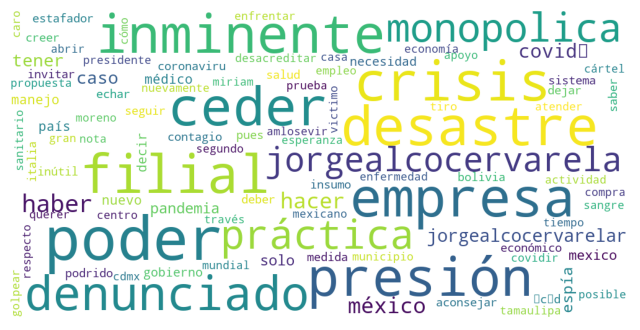 caro
estafador
cómo
enfrentar
inminente
monopolica
creer
abrir
presidente
desacreditar
casa
economía
apoyo
covid
cártel
tener
caso
médico
coronaviru
necesidad
crisis
sistema
invitar
nuevamente
miriam
salud
empleo
propuesta
echar
prueba
ceder
victimo
dejar
saber
manejo
seguir
tiro
atender
moreno
contagio
pues
amlosevir
desastre
sanitario
italia
país
gran
nota
decir
segundo
esperanza
jorgealcocervarela
inútil
filial
insumo
enfermedad
bolivia
actividad
haber
nuevo
pandemia
deber
hacer
mexicano
empresa
compra
sangre
querer
centro
través
tiempo
respecto
poder
práctica
jorgealcocervarelar
solo
medida
municipio
económico
mexico
golpear
podrido
cdmx
gobierno
mundial
presión
covidir
espía
posible
denunciado
méxico
aconsejar
tamaulipa